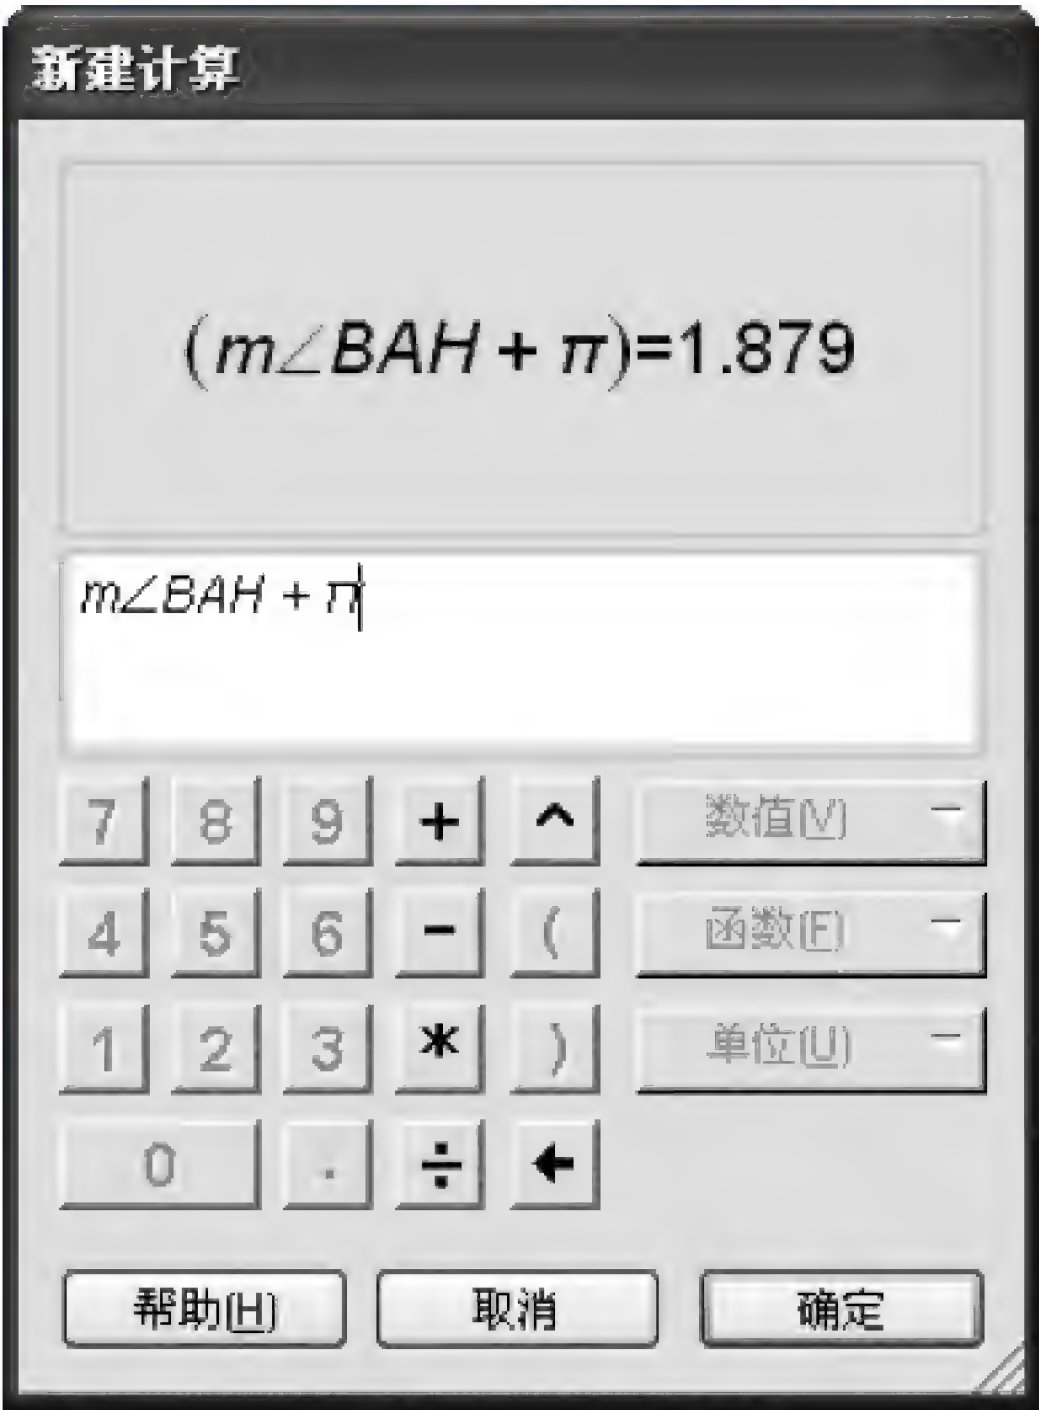 新建计算
(m∠BAH + π)=1.879
m∠BAH + π
7 8 9 + ^ 数值(V)
4 5 6 - ( 函数(F)
1 2 3 * ) 单位(U)
0 . ÷ ←
帮助(H) 取消 确定